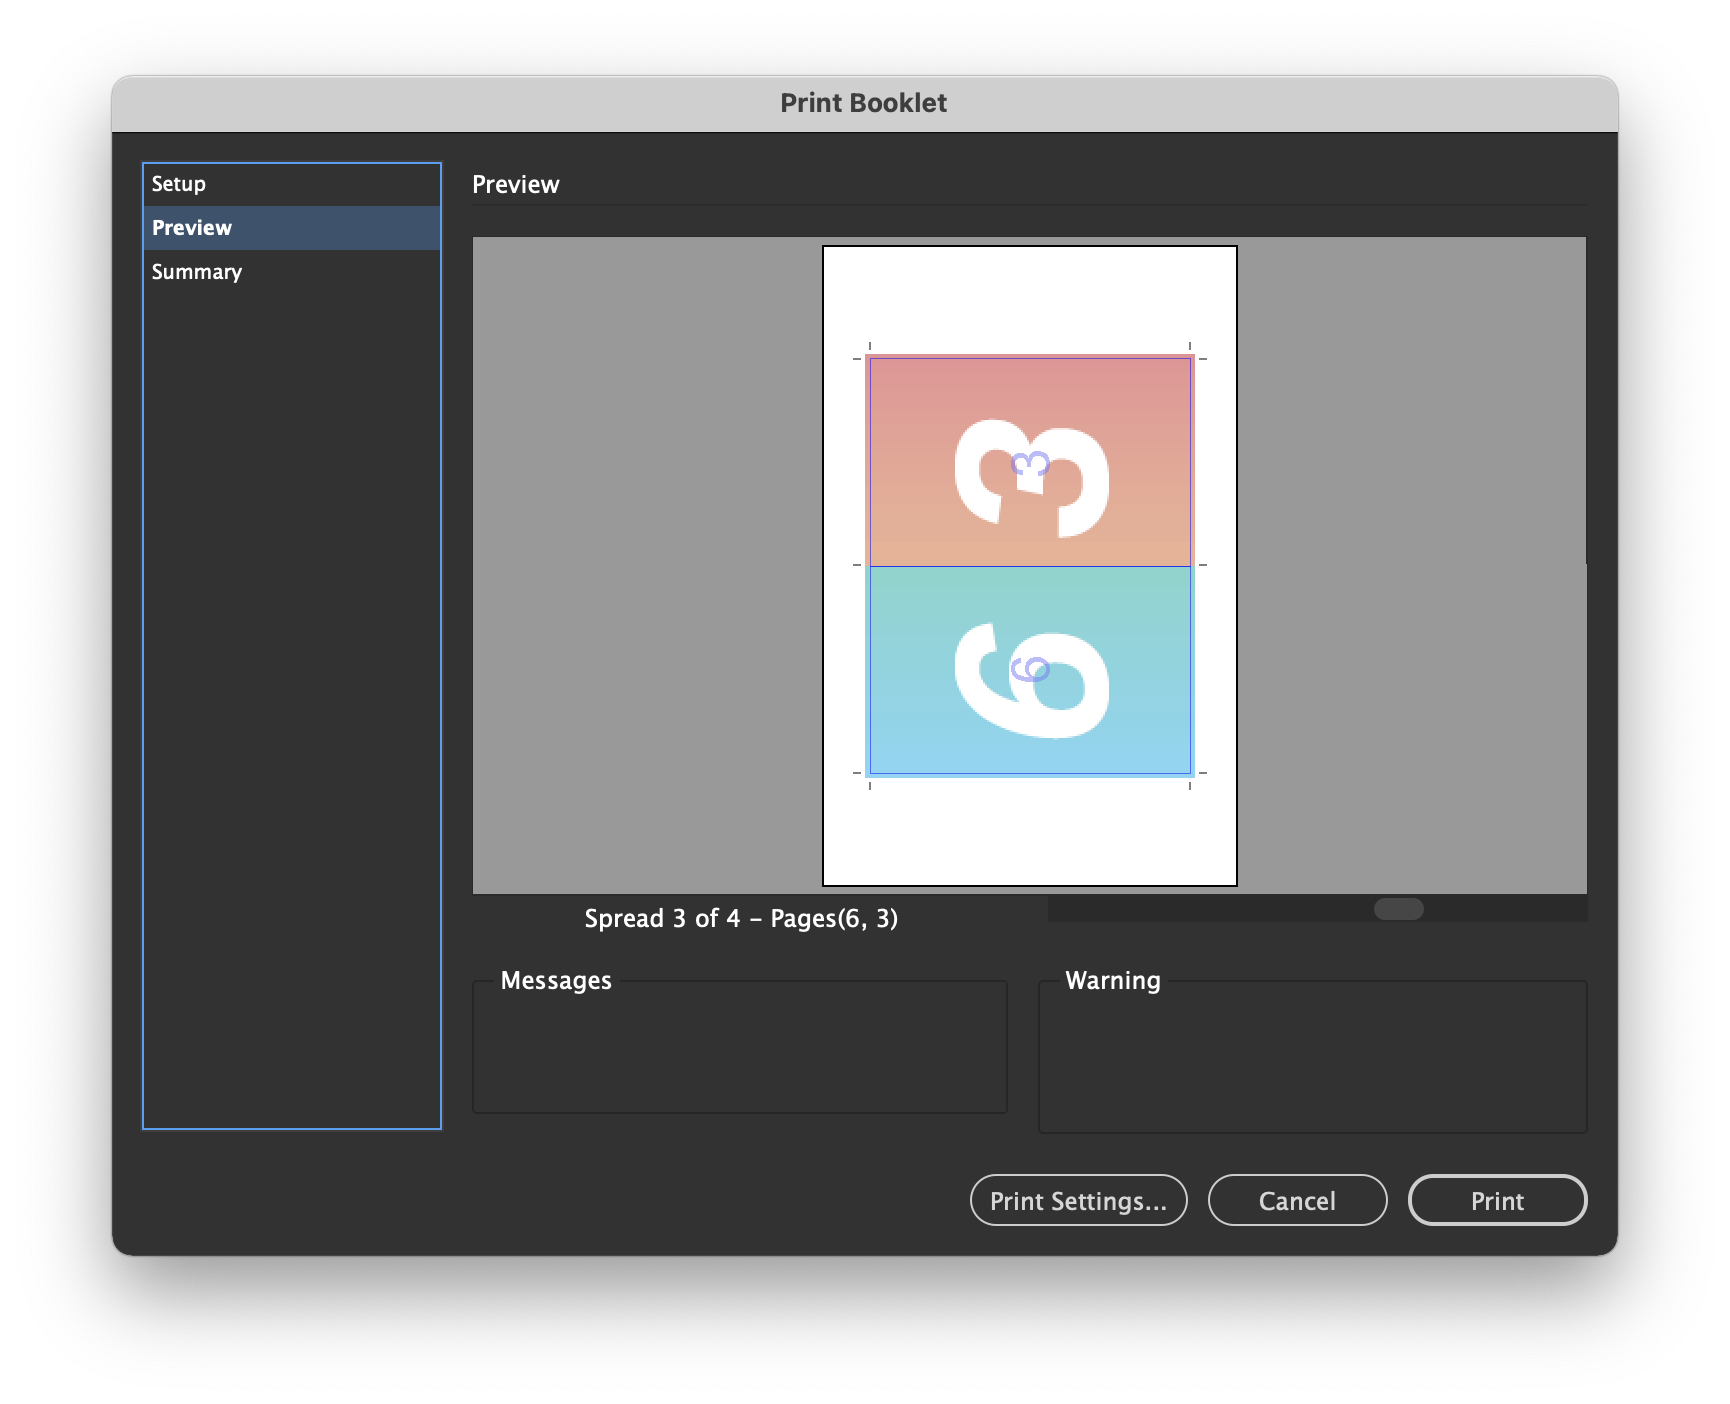 Print Booklet
Setup
Preview
Summary
Preview
3
3
6
6
Spread 3 of 4 – Pages(6, 3)
Messages
Warning
Print Settings...
Cancel
Print